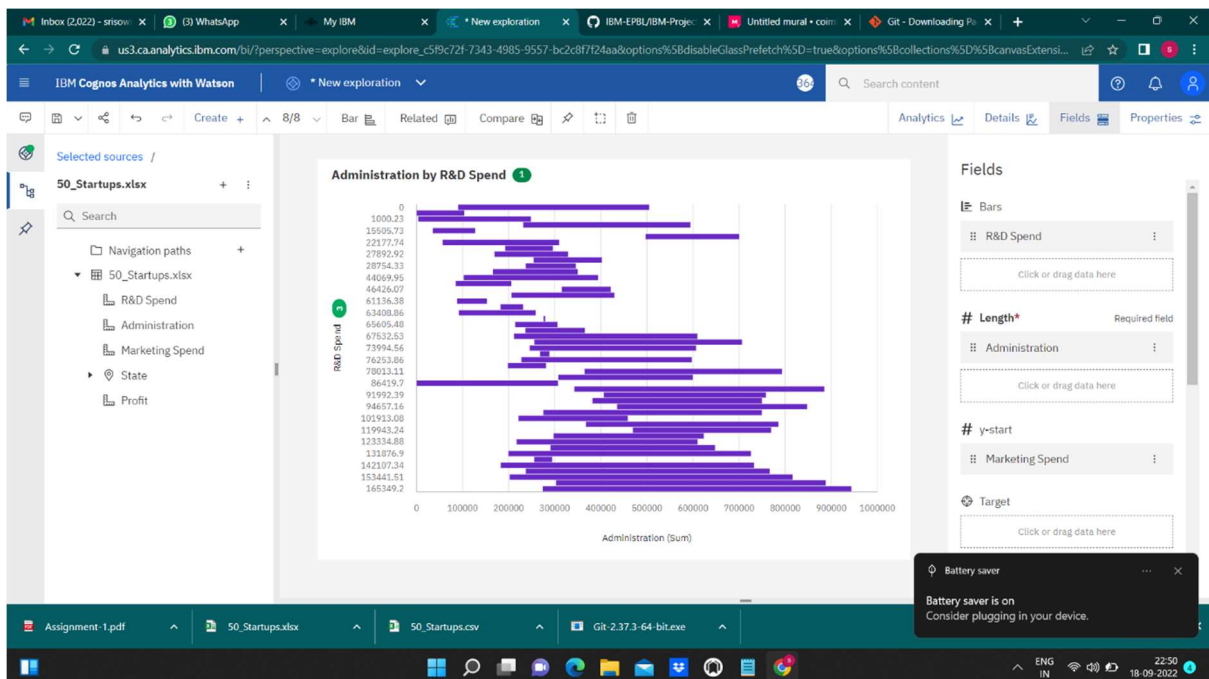 Inbox (2,022) - srisow
(3) WhatsApp
My IBM
* New exploration
IBM-EPBL/IBM-Projec
Untitled mural • coim
Git - Downloading Pa
us3.ca.analytics.ibm.com/bi/?perspective=explore&id=explore_c5f9c72f-7343-4985-9557-bc2c8f7f24aa&options%5BdisableGlassPrefetch%5D=true&options%5Bcollections%5D%5BcanvasExtensi...
S
IBM Cognos Analytics with Watson
* New exploration
364
Search content
Create +
8/8
Bar
Related
Compare
Analytics
Details
Fields
Properties
Selected sources /
50_Startups.xlsx
Search
Navigation paths
50_Startups.xlsx
R&D Spend
Administration
Marketing Spend
State
Profit
Administration by R&D Spend 1
R&D Spend 3
0
1000.23
15505.73
22177.74
27892.92
28754.33
44069.95
46426.07
61136.38
63408.86
65605.48
67532.53
73994.56
76253.86
78013.11
86419.7
91992.39
94657.16
101913.08
119943.24
123334.88
131876.9
142107.34
153441.51
165349.2
0 100000 200000 300000 400000 500000 600000 700000 800000 900000 1000000
Administration (Sum)
Fields
Bars
R&D Spend
Click or drag data here
# Length*
Required field
Administration
Click or drag data here
# y-start
Marketing Spend
Target
Click or drag data here
Battery saver
Battery saver is on
Consider plugging in your device.
Assignment-1.pdf
50_Startups.xlsx
50_Startups.csv
Git-2.37.3-64-bit.exe
ENG
IN
22:50
18-09-2022
4